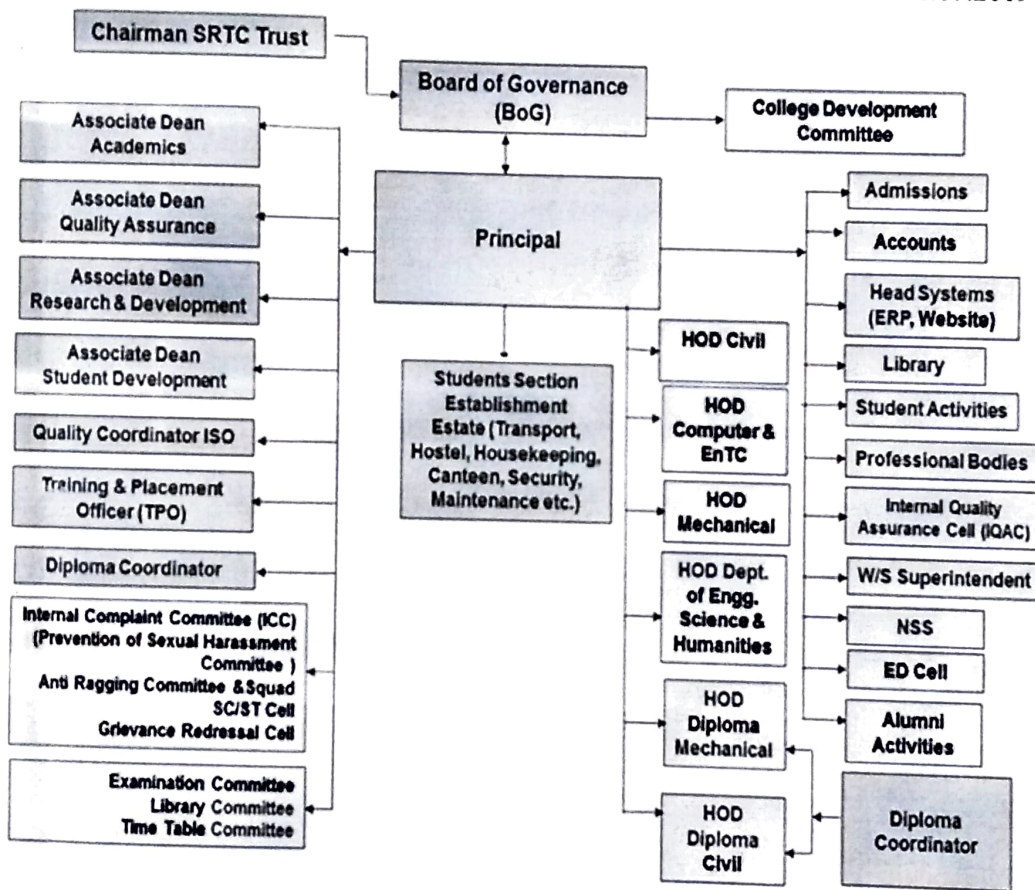 Chairman SRTC Trust
Board of Governance
(BoG)
College Development
Committee
Principal
Associate Dean
Academics
Associate Dean
Quality Assurance
Associate Dean
Research & Development
Associate Dean
Student Development
Quality Coordinator ISO
Training & Placement
Officer (TPO)
Diploma Coordinator
Internal Complaint Committee (ICC)
(Prevention of Sexual Harassment
Committee )
Anti Ragging Committee &Squad
SC/ST Cell
Grievance Redressal Cell
Examination Committee
Library Committee
Time Table Committee
Students Section
Establishment
Estate (Transport,
Hostel, Housekeeping,
Canteen, Security,
Maintenance etc.)
HOD Civil
HOD
Computer &
EnTC
HOD
Mechanical
HOD Dept.
of Engg.
Science &
Humanities
HOD
Diploma
Mechanical
HOD
Diploma
Civil
Admissions
Accounts
Head Systems
(ERP, Website)
Library
Student Activities
Professional Bodies
Internal Quality
Assurance Cell (IQAC)
W/S Superintendent
NSS
ED Cell
Alumni
Activities
Diploma
Coordinator